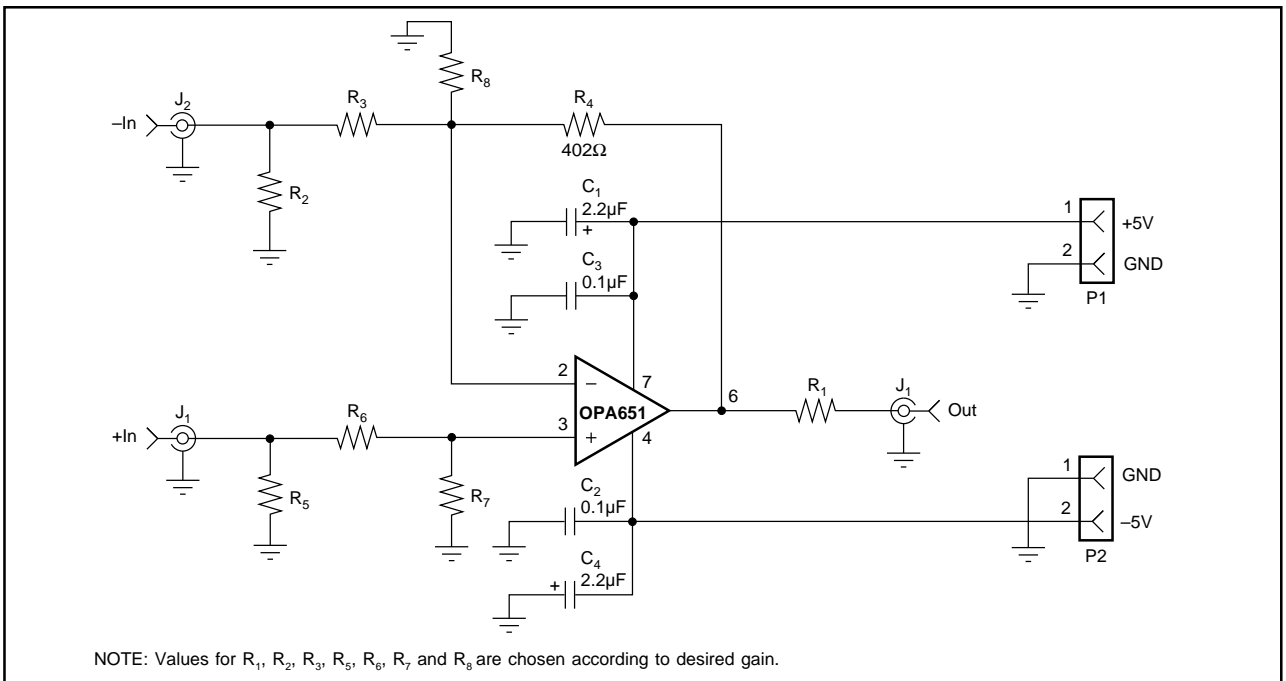 R8
J2
–In
R3
R4
402Ω
R2
C1
2.2µF
+
C3
0.1µF
1
+5V
2
GND
P1
2
–
7
OPA651
6
R1
J1
Out
J1
+In
R6
3
+
4
R5
R7
C2
0.1µF
C4
+ 2.2µF
1
GND
2
–5V
P2
NOTE: Values for R1, R2, R3, R5, R6, R7 and R8 are chosen according to desired gain.